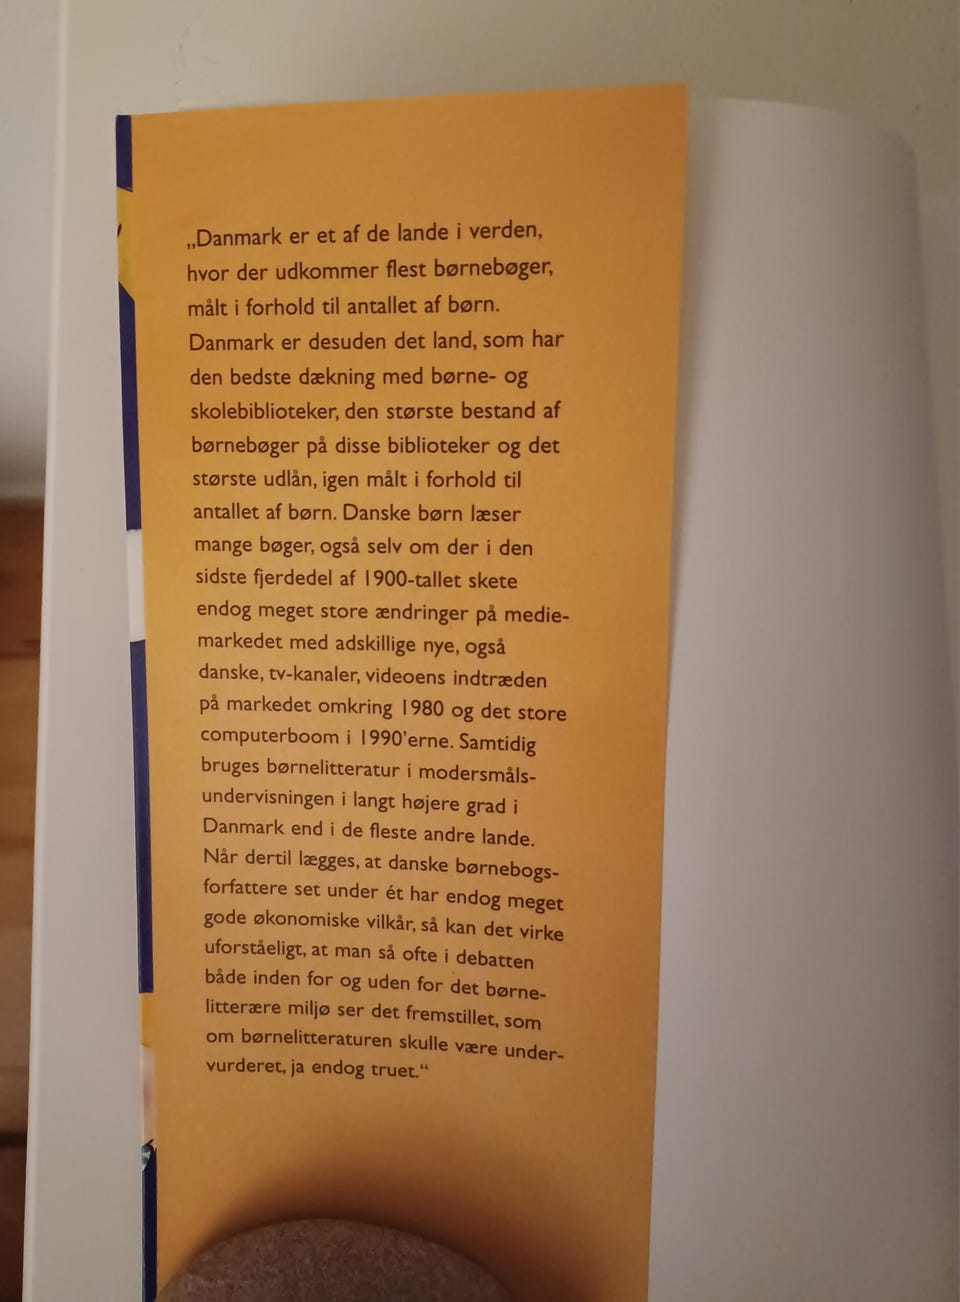 „Danmark er et af de lande i verden,
hvor der udkommer flest børnebøger,
målt i forhold til antallet af børn.
Danmark er desuden det land, som har
den bedste dækning med børne- og
skolebiblioteker, den største bestand af
børnebøger på disse biblioteker og det
største udlån, igen målt i forhold til
antallet af børn. Danske børn læser
mange bøger, også selv om der i den
sidste fjerdedel af 1900-tallet skete
endog meget store ændringer på medie-
markedet med adskillige nye, også
danske, tv-kanaler, videoens indtræden
på markedet omkring 1980 og det store
computerboom i 1990’erne. Samtidig
bruges børnelitteratur i modersmåls-
undervisningen i langt højere grad i
Danmark end i de fleste andre lande.
Når dertil lægges, at danske børnebogs-
forfattere set under ét har endog meget
gode økonomiske vilkår, så kan det virke
uforståeligt, at man så ofte i debatten
både inden for og uden for det børne-
litterære miljø ser det fremstillet, som
om børnelitteraturen skulle være under-
vurderet, ja endog truet.“